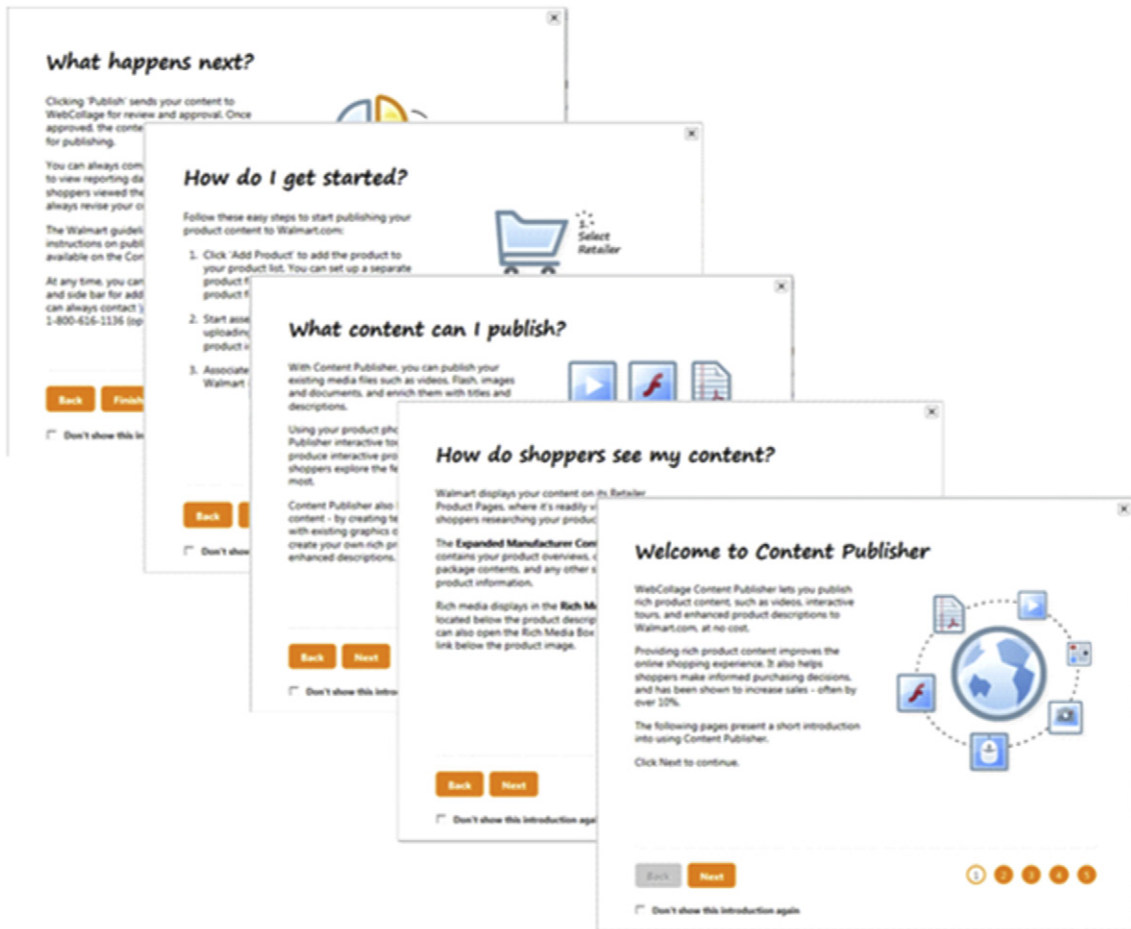 What happens next?
Clicking 'Publish' sends your content to
WebCollage for review and approval. Once
approved, the conte
for publishing.
You can always com
to view reporting da
shoppers viewed the
always revise your c
The Walmart guideli
instructions on publi
available on the Con
At any time, you can
and side bar for add
can always contact
1-800-616-1136 (op
Back Finish
Don't show this in
How do I get started?
Follow these easy steps to start publishing your
product content to Walmart.com:
1. Click 'Add Product' to add the product to
your product list. You can set up a separate
product f
product f
2. Start asse
uploading
product i
3. Associate
Walmart
1.
Select
Retailer
Back
Don't show
What content can I publish?
With Content Publisher, you can publish your
existing media files such as videos, Flash, images
and documents, and enrich them with titles and
descriptions.
Using your product pho
Publisher interactive tou
produce interactive pro
shoppers explore the fe
most.
Content Publisher also
content - by creating te
with existing graphics o
create your own rich pr
enhanced descriptions.
Back Next
Don't show this intro
How do shoppers see my content?
Walmart displays your content on its Retailer
Product Pages, where it's readily v
shoppers researching your produc
The Expanded Manufacturer Con
contains your product overviews,
package contents, and any other s
product information.
Rich media displays in the Rich M
located below the product descrip
can also open the Rich Media Box
link below the product image.
Back Next
Don't show this introduction aga
Welcome to Content Publisher
WebCollage Content Publisher lets you publish
rich product content, such as videos, interactive
tours, and enhanced product descriptions to
Walmart.com, at no cost.
Providing rich product content improves the
online shopping experience. It also helps
shoppers make informed purchasing decisions,
and has been shown to increase sales - often by
over 10%.
The following pages present a short introduction
into using Content Publisher.
Click Next to continue.
Back Next
1 2 3 4 5
Don't show this introduction again